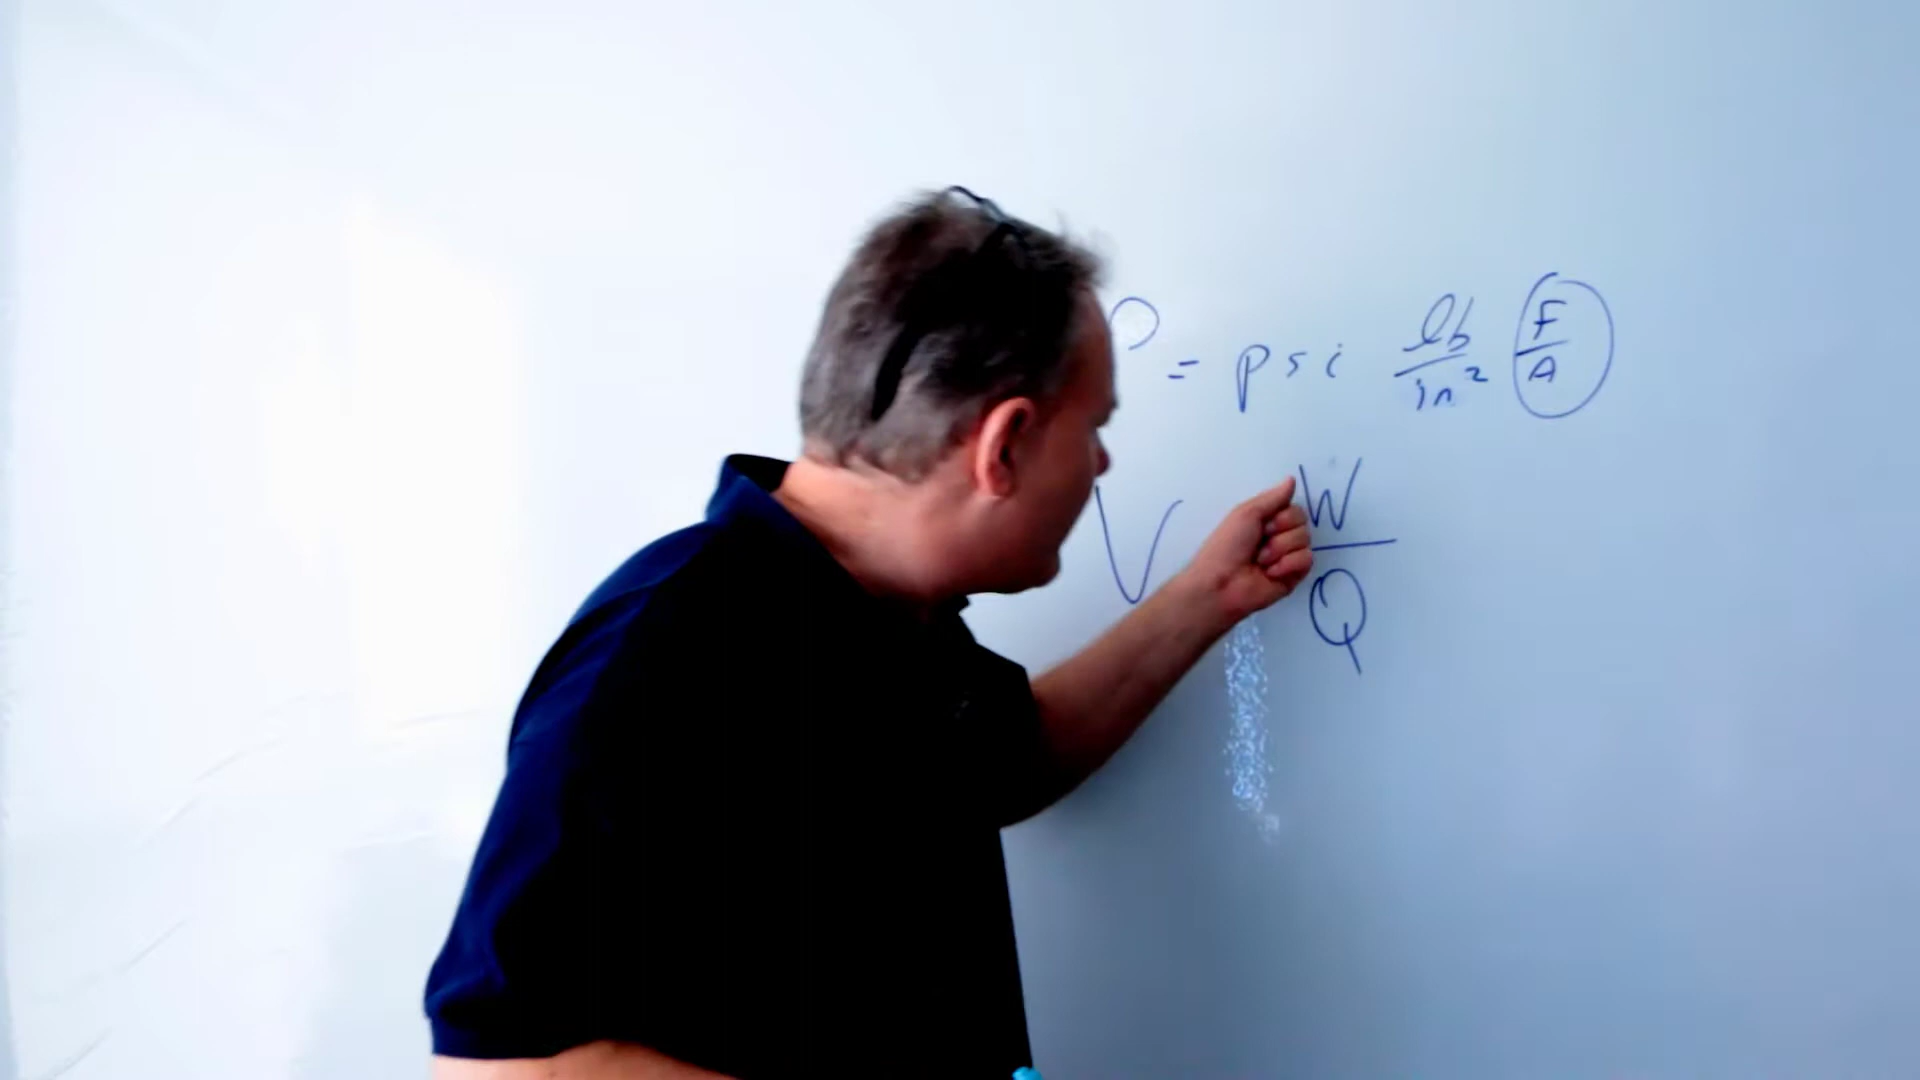 P = psi lb/in² F/A
V W/Q